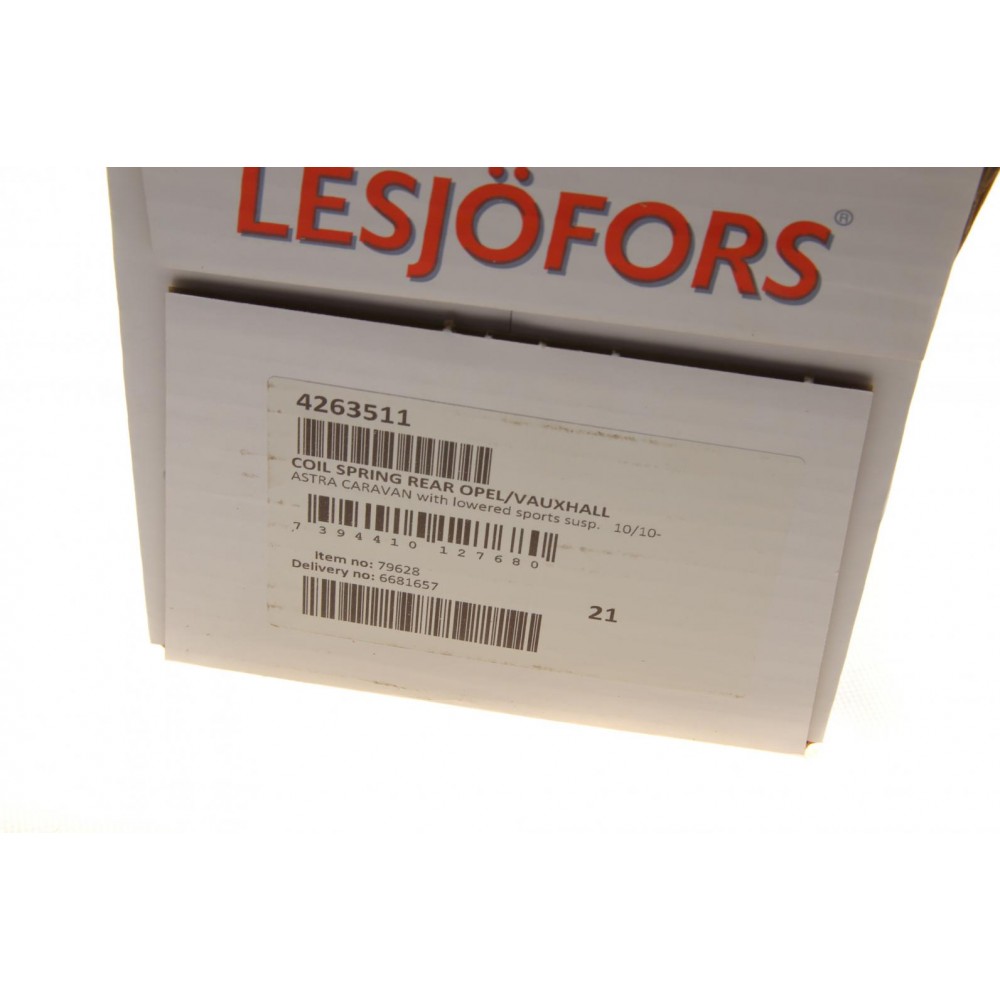 LESJÖFORS®
4263511
COIL SPRING REAR OPEL/VAUXHALL
ASTRA CARAVAN with lowered sports susp. 10/10-
7 394410 127680
Item no: 79628
Delivery no: 6681657
21